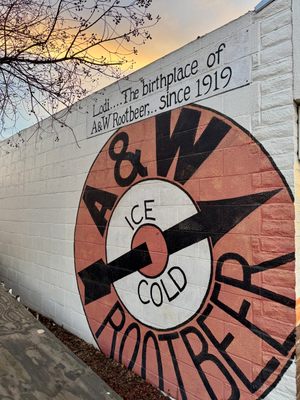 Lodi....The birthplace of
A&W Rootbeer... since 1919
A&W
ICE
COLD
ROOTBEER